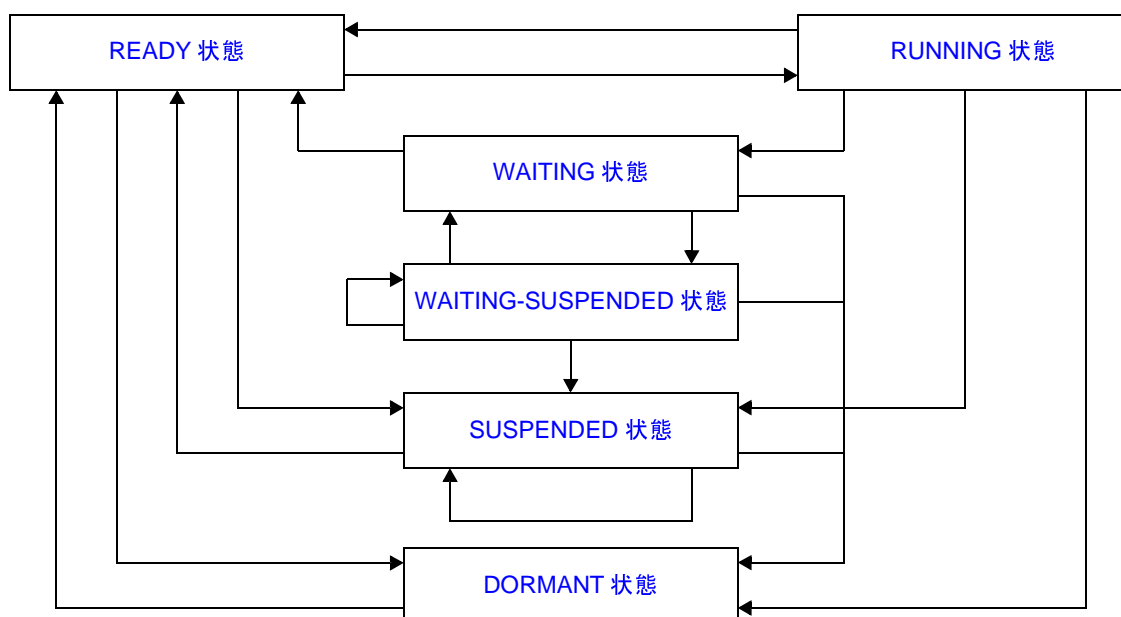 READY 状態
RUNNING 状態
WAITING 状態
WAITING-SUSPENDED 状態
SUSPENDED 状態
DORMANT 状態